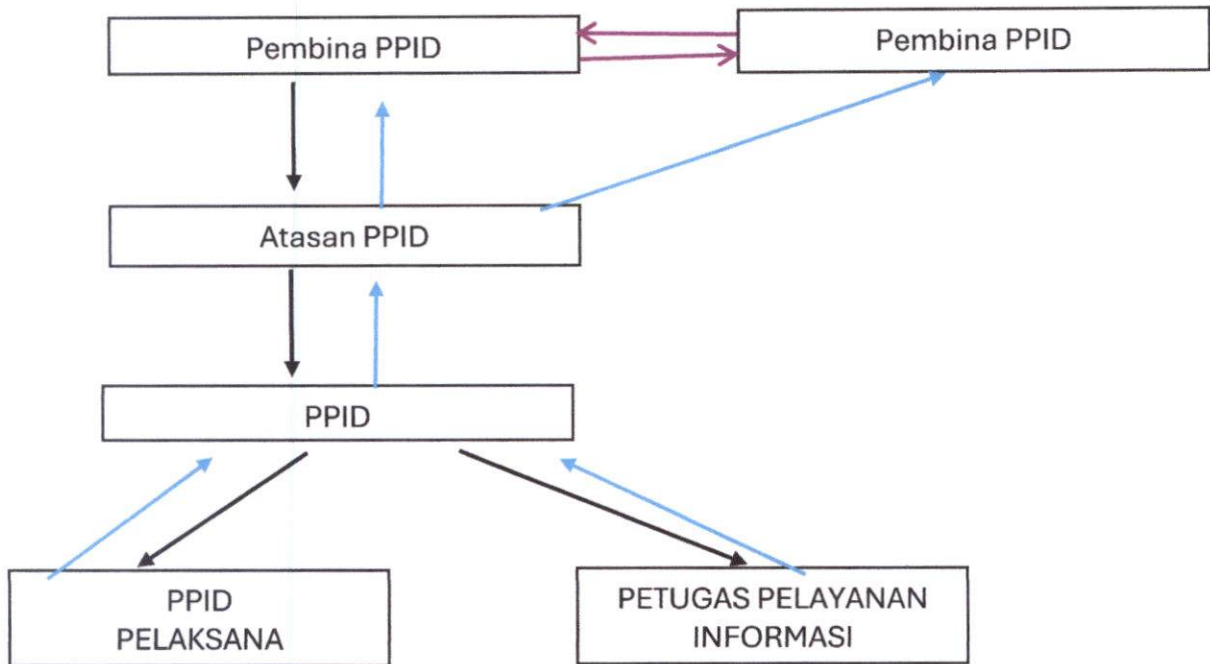 Pembina PPID
Pembina PPID
Atasan PPID
PPID
PPID
PELAKSANA
PETUGAS PELAYANAN
INFORMASI